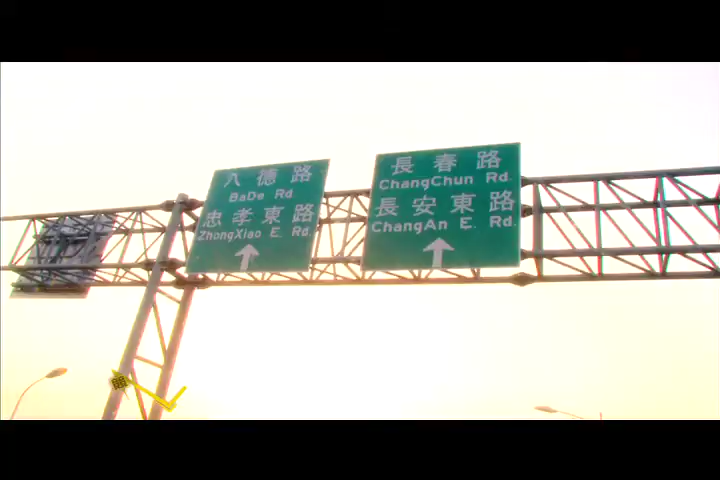 八德路
BaDe Rd.
忠孝東路
ZhongXiao E. Rd.
長春路
ChangChun Rd.
長安東路
ChangAn E. Rd.